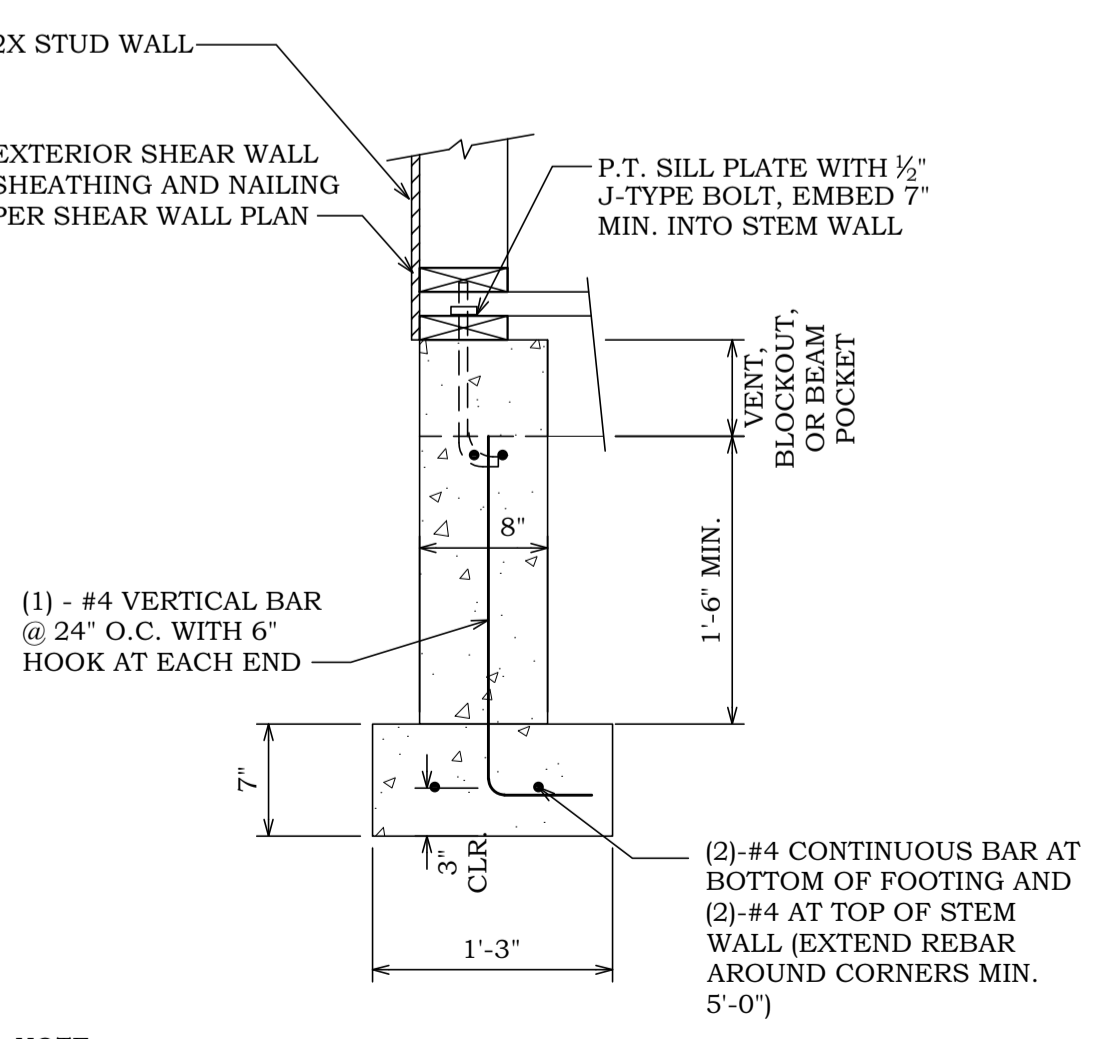 2X STUD WALL
EXTERIOR SHEAR WALL
SHEATHING AND NAILING
PER SHEAR WALL PLAN
P.T. SILL PLATE WITH ½"
J-TYPE BOLT, EMBED 7"
MIN. INTO STEM WALL
VENT,
BLOCKOUT,
OR BEAM
POCKET
8"
1'-6" MIN.
(1) - #4 VERTICAL BAR
@ 24" O.C. WITH 6"
HOOK AT EACH END
7"
3"
CLR.
1'-3"
(2)-#4 CONTINUOUS BAR AT
BOTTOM OF FOOTING AND
(2)-#4 AT TOP OF STEM
WALL (EXTEND REBAR
AROUND CORNERS MIN.
5'-0")